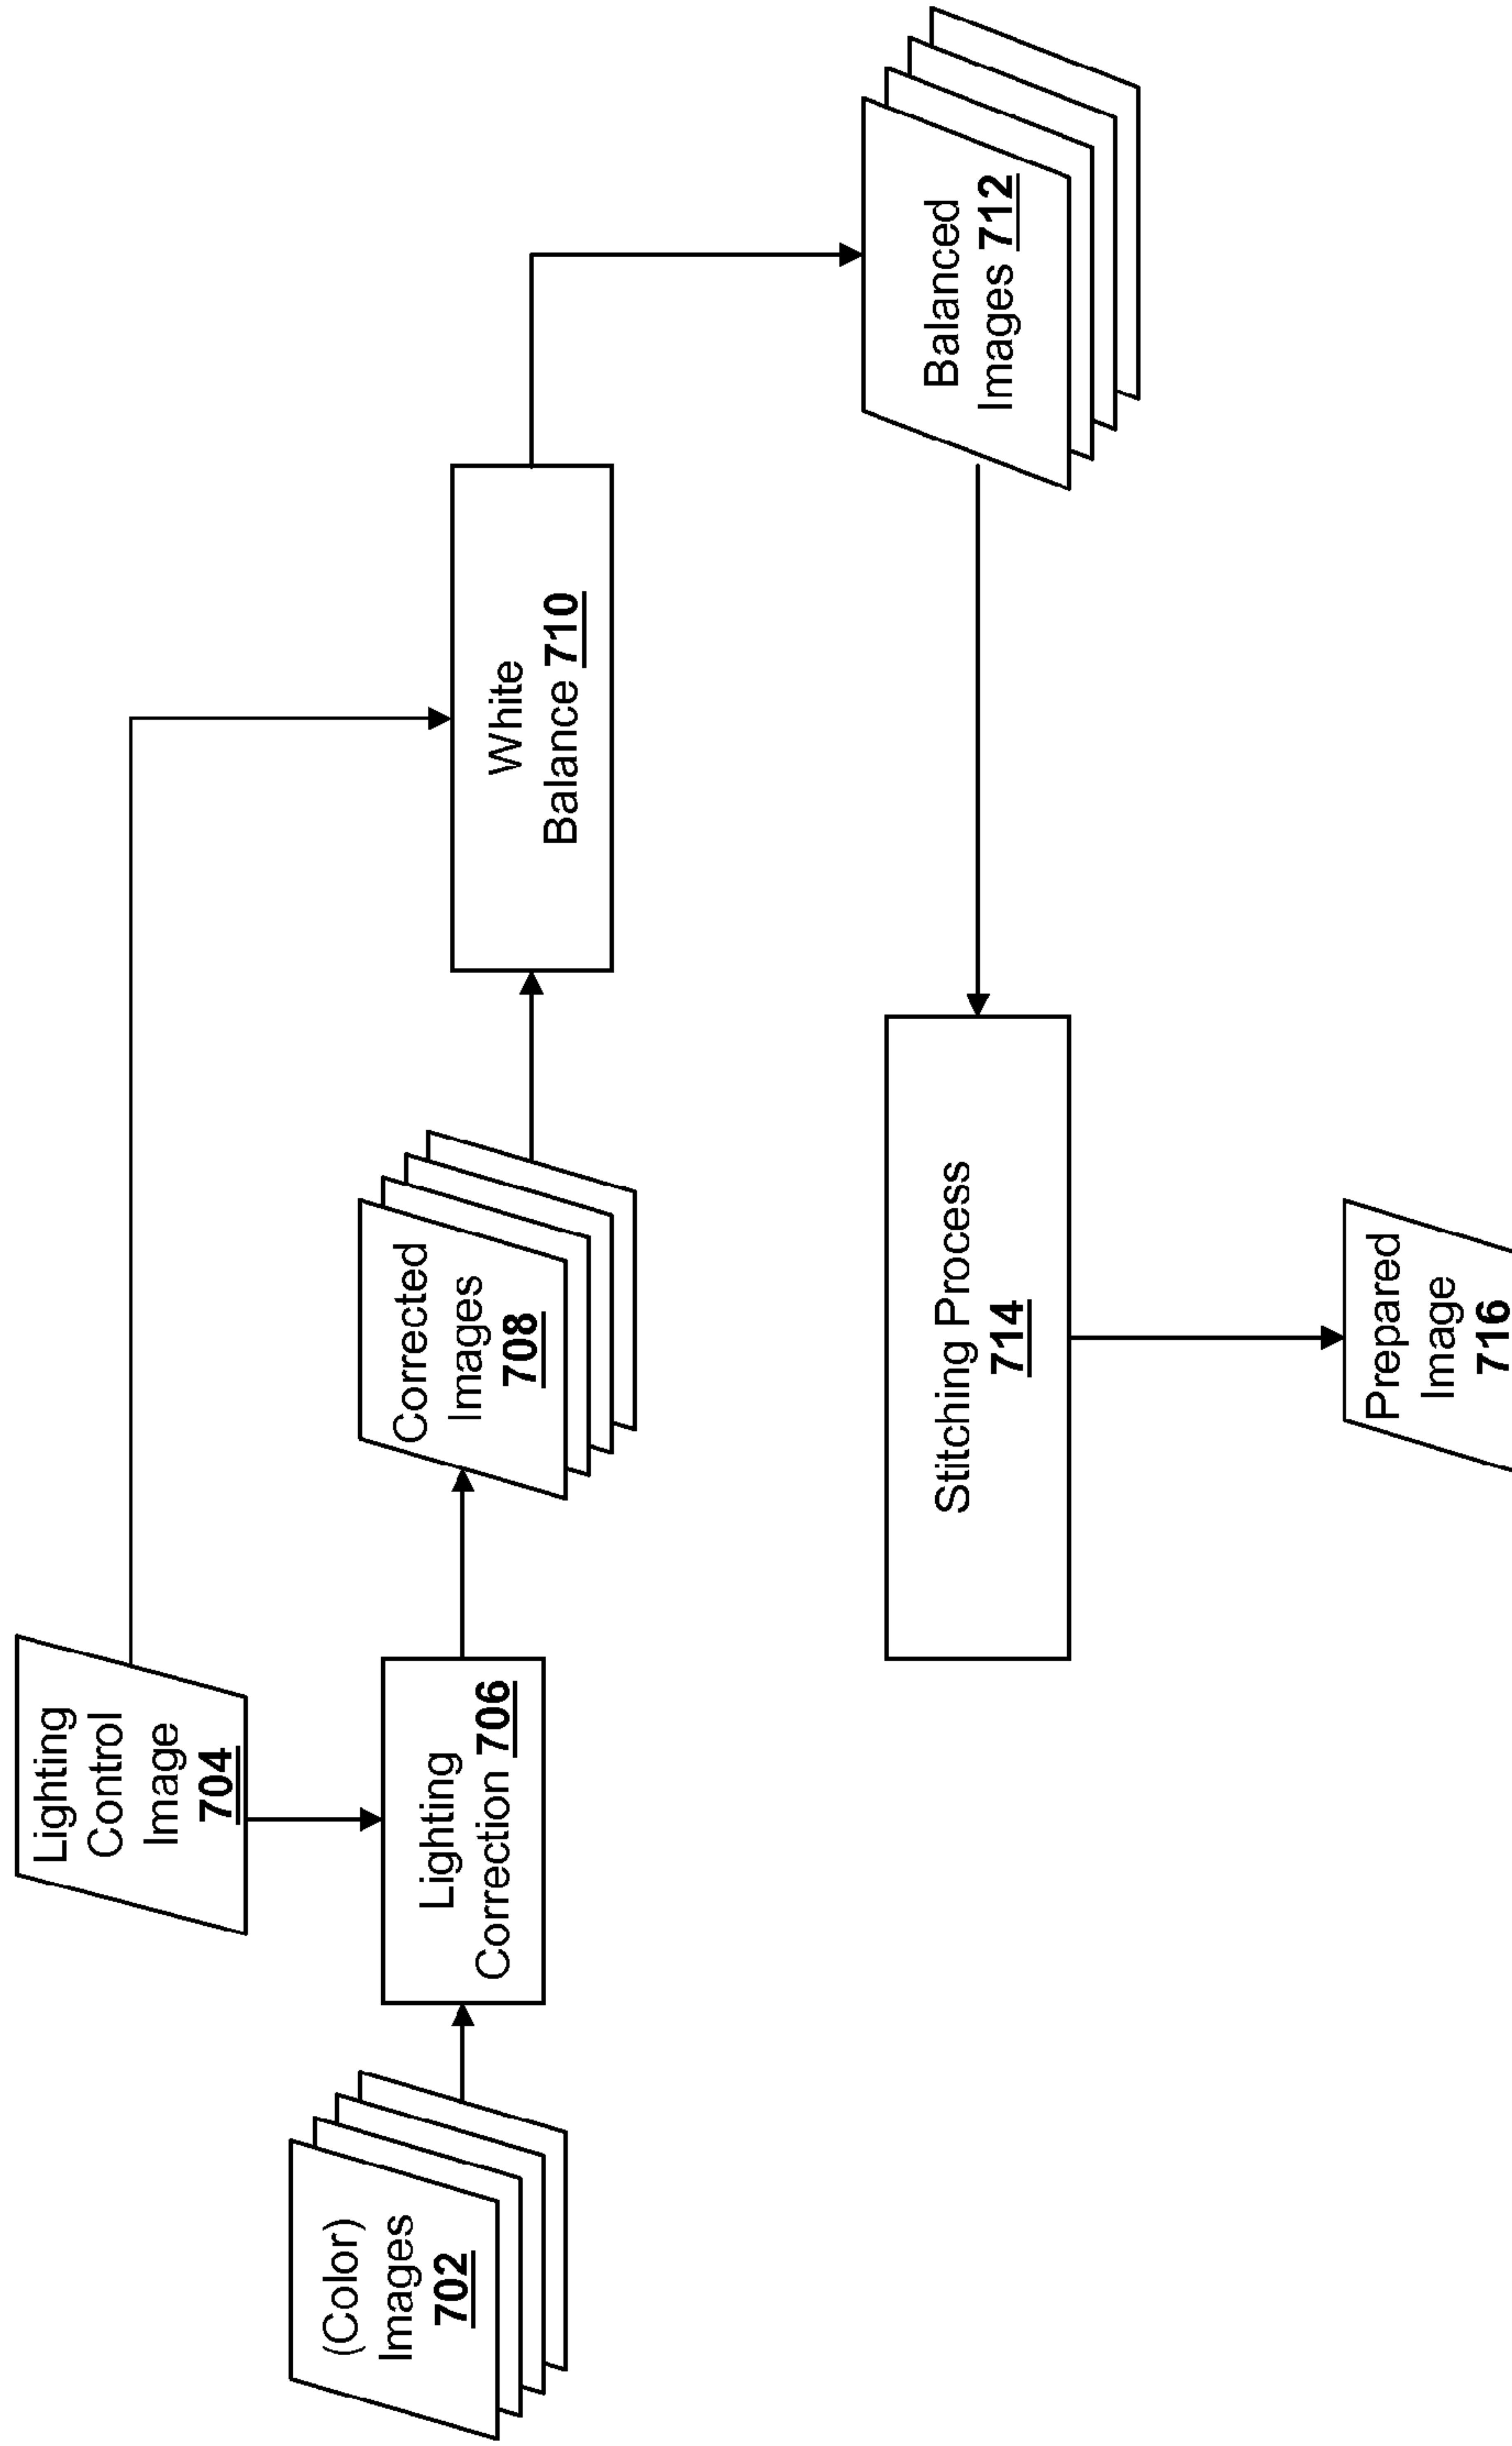 Lighting
Control
Image
704
(Color)
Images
702
Lighting
Correction 706
Corrected
Images
708
White
Balance 710
Balanced
Images 712
Stitching Process
714
Prepared
Image
716